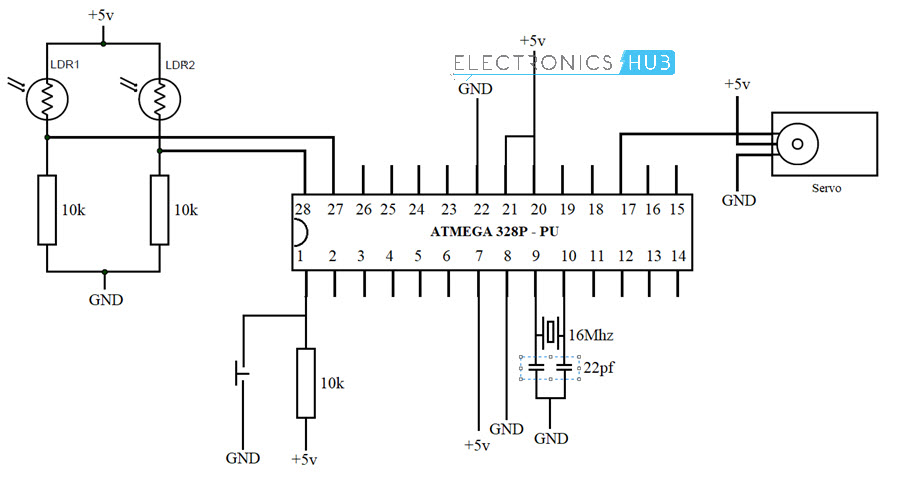 +5v
LDR1
LDR2
+5v
ELECTRONICS HUB
GND
+5v
10k
10k
Servo
GND
28 27 26 25 24 23 22 21 20 19 18 17 16 15
ATMEGA 328P - PU
1 2 3 4 5 6 7 8 9 10 11 12 13 14
GND
16Mhz
22pf
10k
GND
+5v
+5v
GND
GND